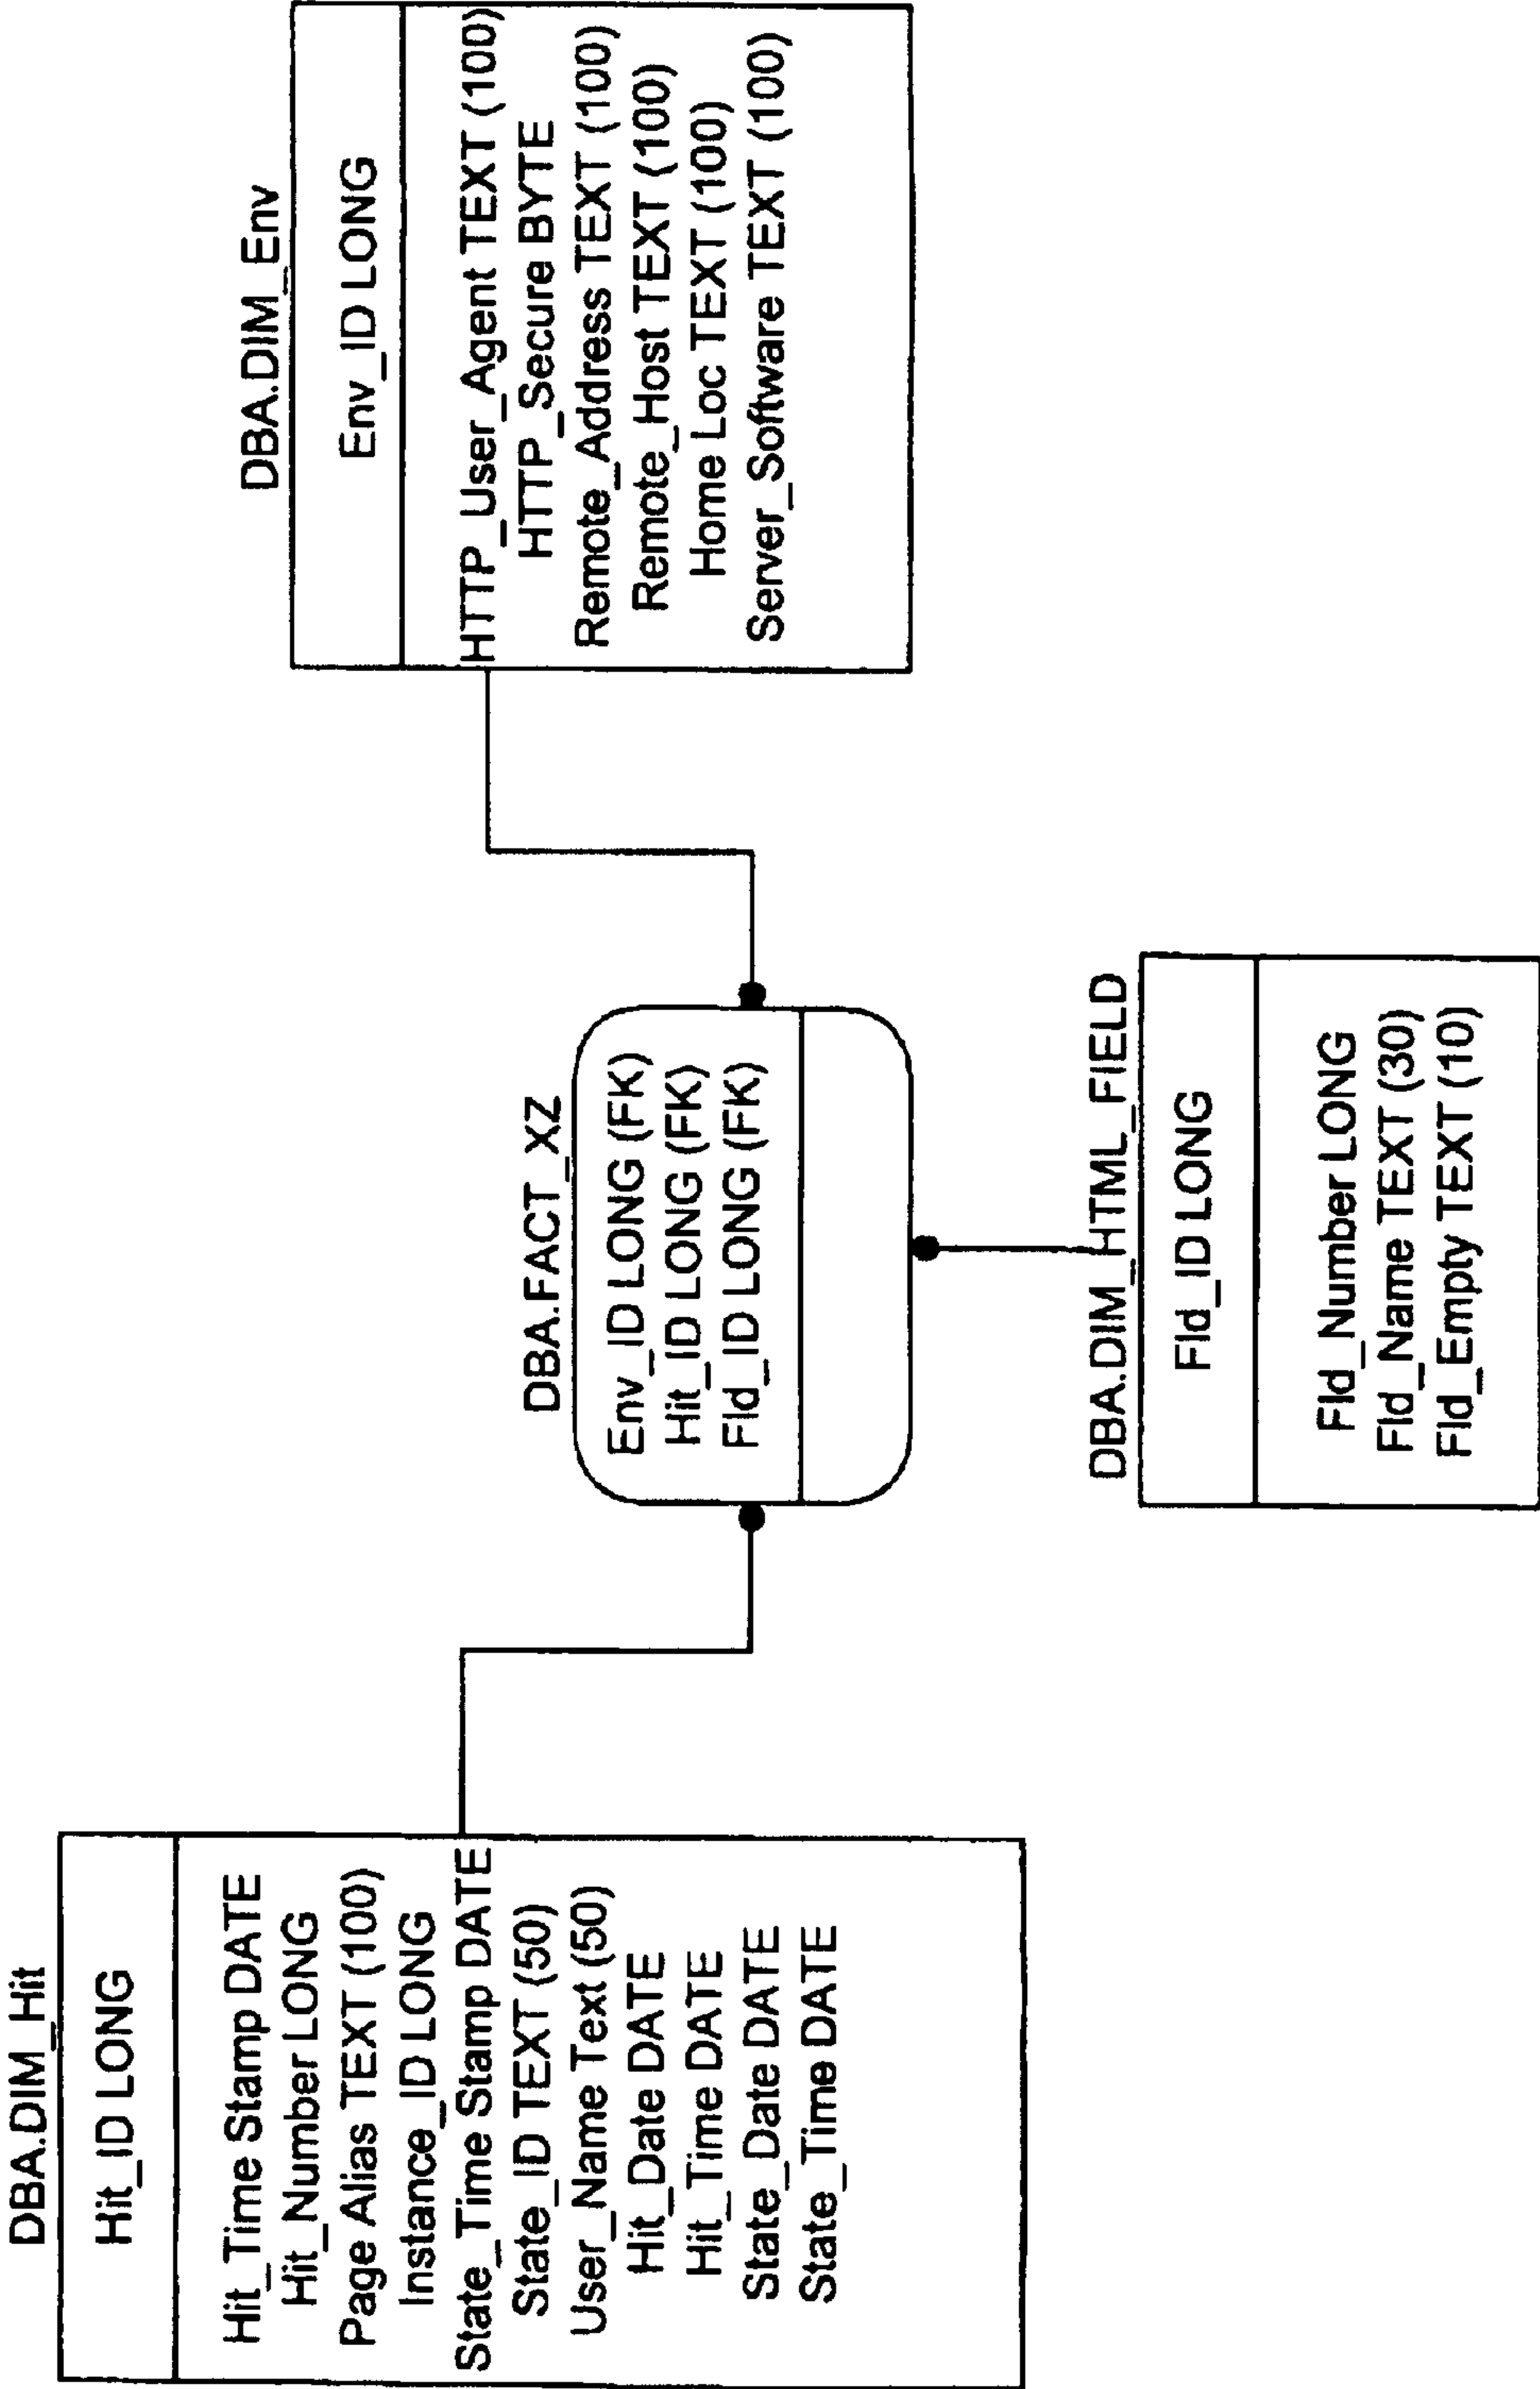 DBA.DIM_Hit
Hit_ID LONG
Hit_Time Stamp DATE
Hit_Number LONG
Page Alias TEXT (100)
Instance_ID LONG
State_Time Stamp DATE
State_ID TEXT (50)
User_Name Text (50)
Hit_Date DATE
Hit_Time DATE
State_Date DATE
State_Time DATE
DBA.FACT_XZ
Env_ID LONG (FK)
Hit_ID LONG (FK)
Fld_ID LONG (FK)
DBA.DIM_HTML_FIELD
Fld_ID LONG
Fld_Number LONG
Fld_Name TEXT (30)
Fld_Empty TEXT (10)
DBA.DIM_Env
Env_ID LONG
HTTP_User_Agent TEXT (100)
HTTP_Secure BYTE
Remote_Address TEXT (100)
Remote_Host TEXT (100)
Home Loc TEXT (100)
Server_Software TEXT (100)